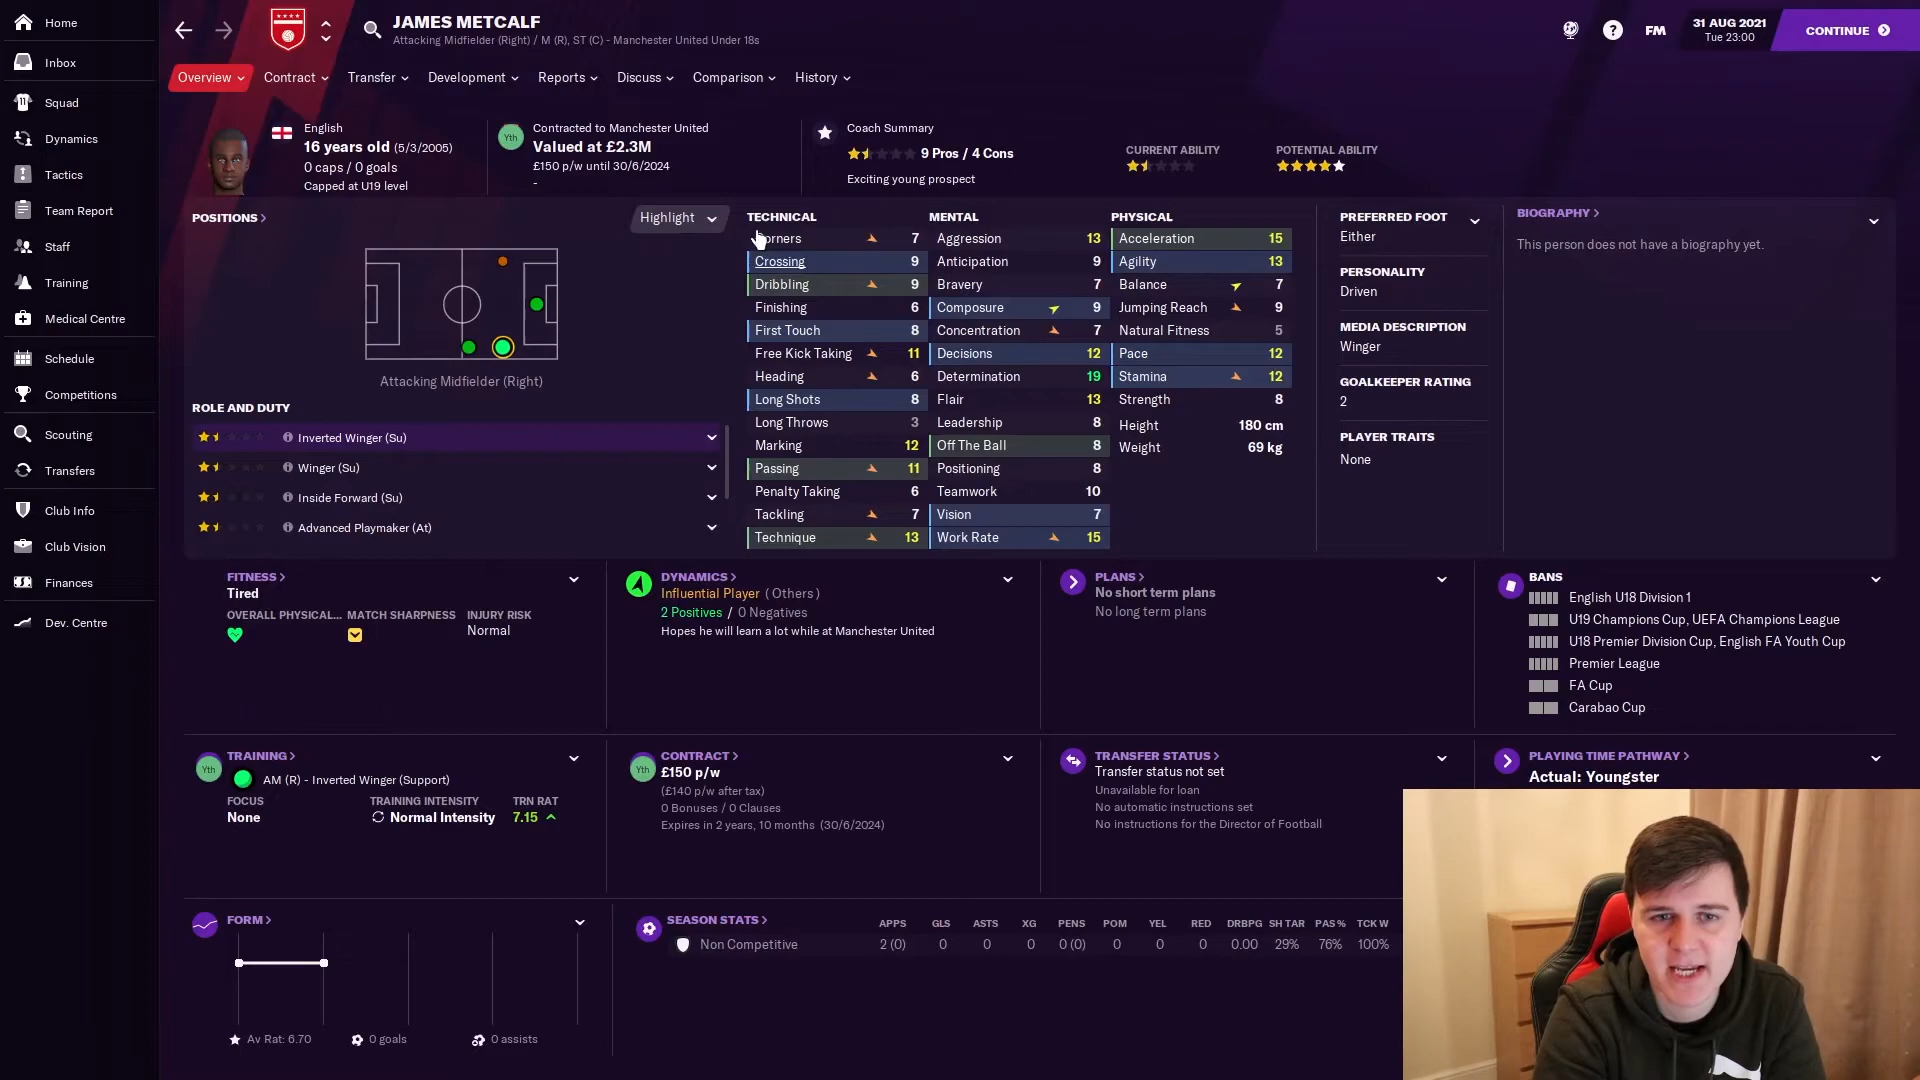 Home
Inbox
Squad
Dynamics
Tactics
Team Report
Staff
Training
Medical Centre
Schedule
Competitions
Scouting
Transfers
Club Info
Club Vision
Finances
Dev. Centre
JAMES METCALF
Attacking Midfielder (Right) / M (R), ST (C) - Manchester United Under 18s
FM
31 AUG 2021
Tue 23:00
CONTINUE
Overview Contract Transfer Development Reports Discuss Comparison History
English
16 years old (5/3/2005)
0 caps / 0 goals
Capped at U19 level
Yth
Contracted to Manchester United
Valued at £2.3M
£150 p/w until 30/6/2024
-
Coach Summary
9 Pros / 4 Cons
Exciting young prospect
CURRENT ABILITY
POTENTIAL ABILITY
POSITIONS >
Highlight
Attacking Midfielder (Right)
ROLE AND DUTY
Inverted Winger (Su)
Winger (Su)
Inside Forward (Su)
Advanced Playmaker (At)
TECHNICAL
Corners 7
Crossing 9
Dribbling 9
Finishing 6
First Touch 8
Free Kick Taking 11
Heading 6
Long Shots 8
Long Throws 3
Marking 12
Passing 11
Penalty Taking 6
Tackling 7
Technique 13
MENTAL
Aggression 13
Anticipation 9
Bravery 7
Composure 9
Concentration 7
Decisions 12
Determination 19
Flair 13
Leadership 8
Off The Ball 8
Positioning 8
Teamwork 10
Vision 7
Work Rate 15
PHYSICAL
Acceleration 15
Agility 13
Balance 7
Jumping Reach 9
Natural Fitness 5
Pace 12
Stamina 12
Strength 8
Height 180 cm
Weight 69 kg
PREFERRED FOOT
Either
PERSONALITY
Driven
MEDIA DESCRIPTION
Winger
GOALKEEPER RATING
2
PLAYER TRAITS
None
BIOGRAPHY >
This person does not have a biography yet.
FITNESS >
Tired
OVERALL PHYSICAL... MATCH SHARPNESS INJURY RISK
Normal
DYNAMICS >
Influential Player (Others)
2 Positives / 0 Negatives
Hopes he will learn a lot while at Manchester United
PLANS >
No short term plans
No long term plans
BANS
English U18 Division 1
U19 Champions Cup, UEFA Champions League
U18 Premier Division Cup, English FA Youth Cup
Premier League
FA Cup
Carabao Cup
Yth
TRAINING >
AM (R) - Inverted Winger (Support)
FOCUS TRAINING INTENSITY TRN RAT
None Normal Intensity 7.15
Yth
CONTRACT >
£150 p/w
(£140 p/w after tax)
0 Bonuses / 0 Clauses
Expires in 2 years, 10 months (30/6/2024)
TRANSFER STATUS >
Transfer status not set
Unavailable for loan
No automatic instructions set
No instructions for the Director of Football
PLAYING TIME PATHWAY >
Actual: Youngster
FORM >
Av Rat: 6.70 0 goals 0 assists
SEASON STATS > APPS GLS ASTS XG PENS POM YEL RED DRBPG SH TAR PAS % TCK W
Non Competitive 2 (0) 0 0 0 0 (0) 0 0 0 0.00 29% 76% 100%